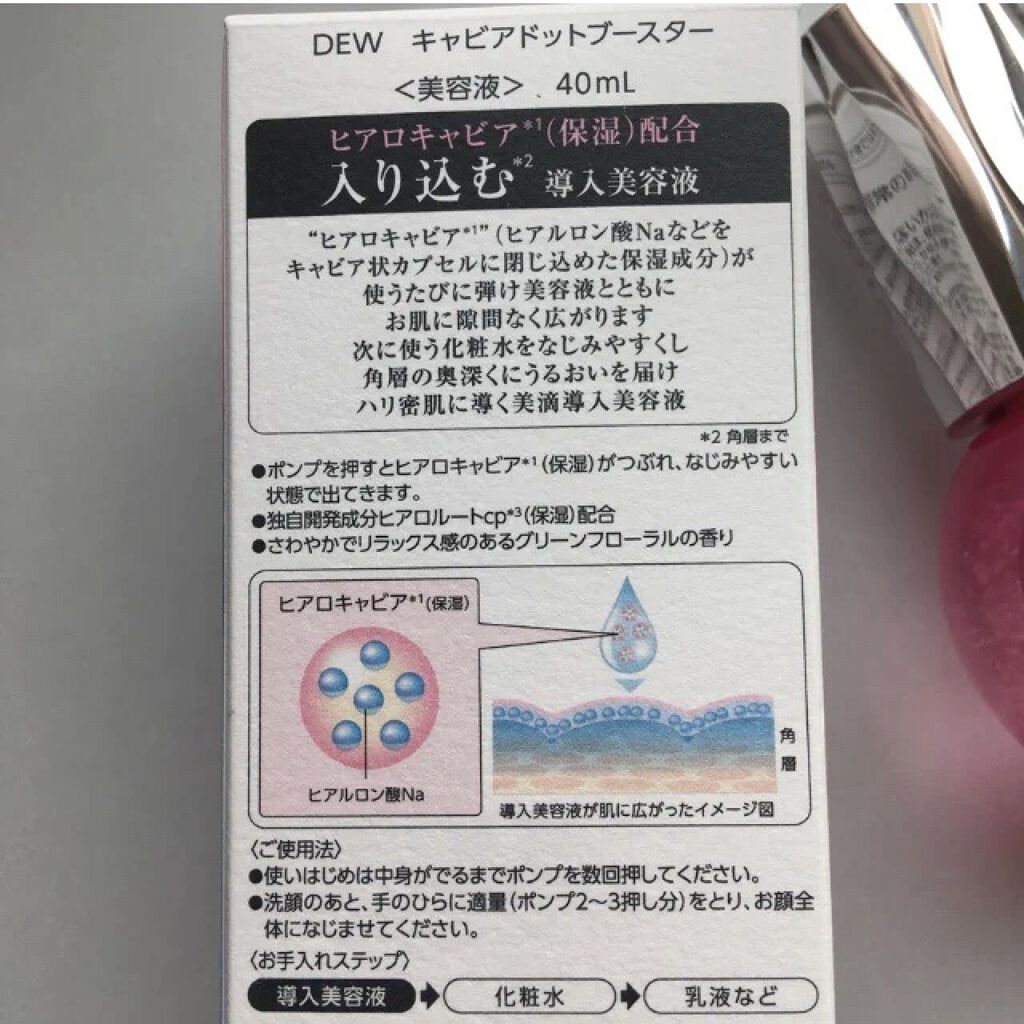 DEW キャビアドットブースター
＜美容液＞ 40mL
ヒアロキャビア*1（保湿）配合
入り込む*2 導入美容液
“ヒアロキャビア*1”（ヒアルロン酸Naなどを
キャビア状カプセルに閉じ込めた保湿成分）が
使うたびに弾け美容液とともに
お肌に隙間なく広がります
次に使う化粧水をなじみやすくし
角層の奥深くにうるおいを届け
ハリ密肌に導く美滴導入美容液
*2 角層まで
●ポンプを押すとヒアロキャビア*1（保湿）がつぶれ、なじみやすい
状態で出てきます。
●独自開発成分ヒアロルートcp*3（保湿）配合
●さわやかでリラックス感のあるグリーンフローラルの香り
ヒアロキャビア*1（保湿）
ヒアルロン酸Na
角
層
導入美容液が肌に広がったイメージ図
〈ご使用法〉
●使いはじめは中身がでるまでポンプを数回押してください。
●洗顔のあと、手のひらに適量（ポンプ2〜3押し分）をとり、お顔全
体になじませてください。
〈お手入れステップ〉
導入美容液 → 化粧水 → 乳液など